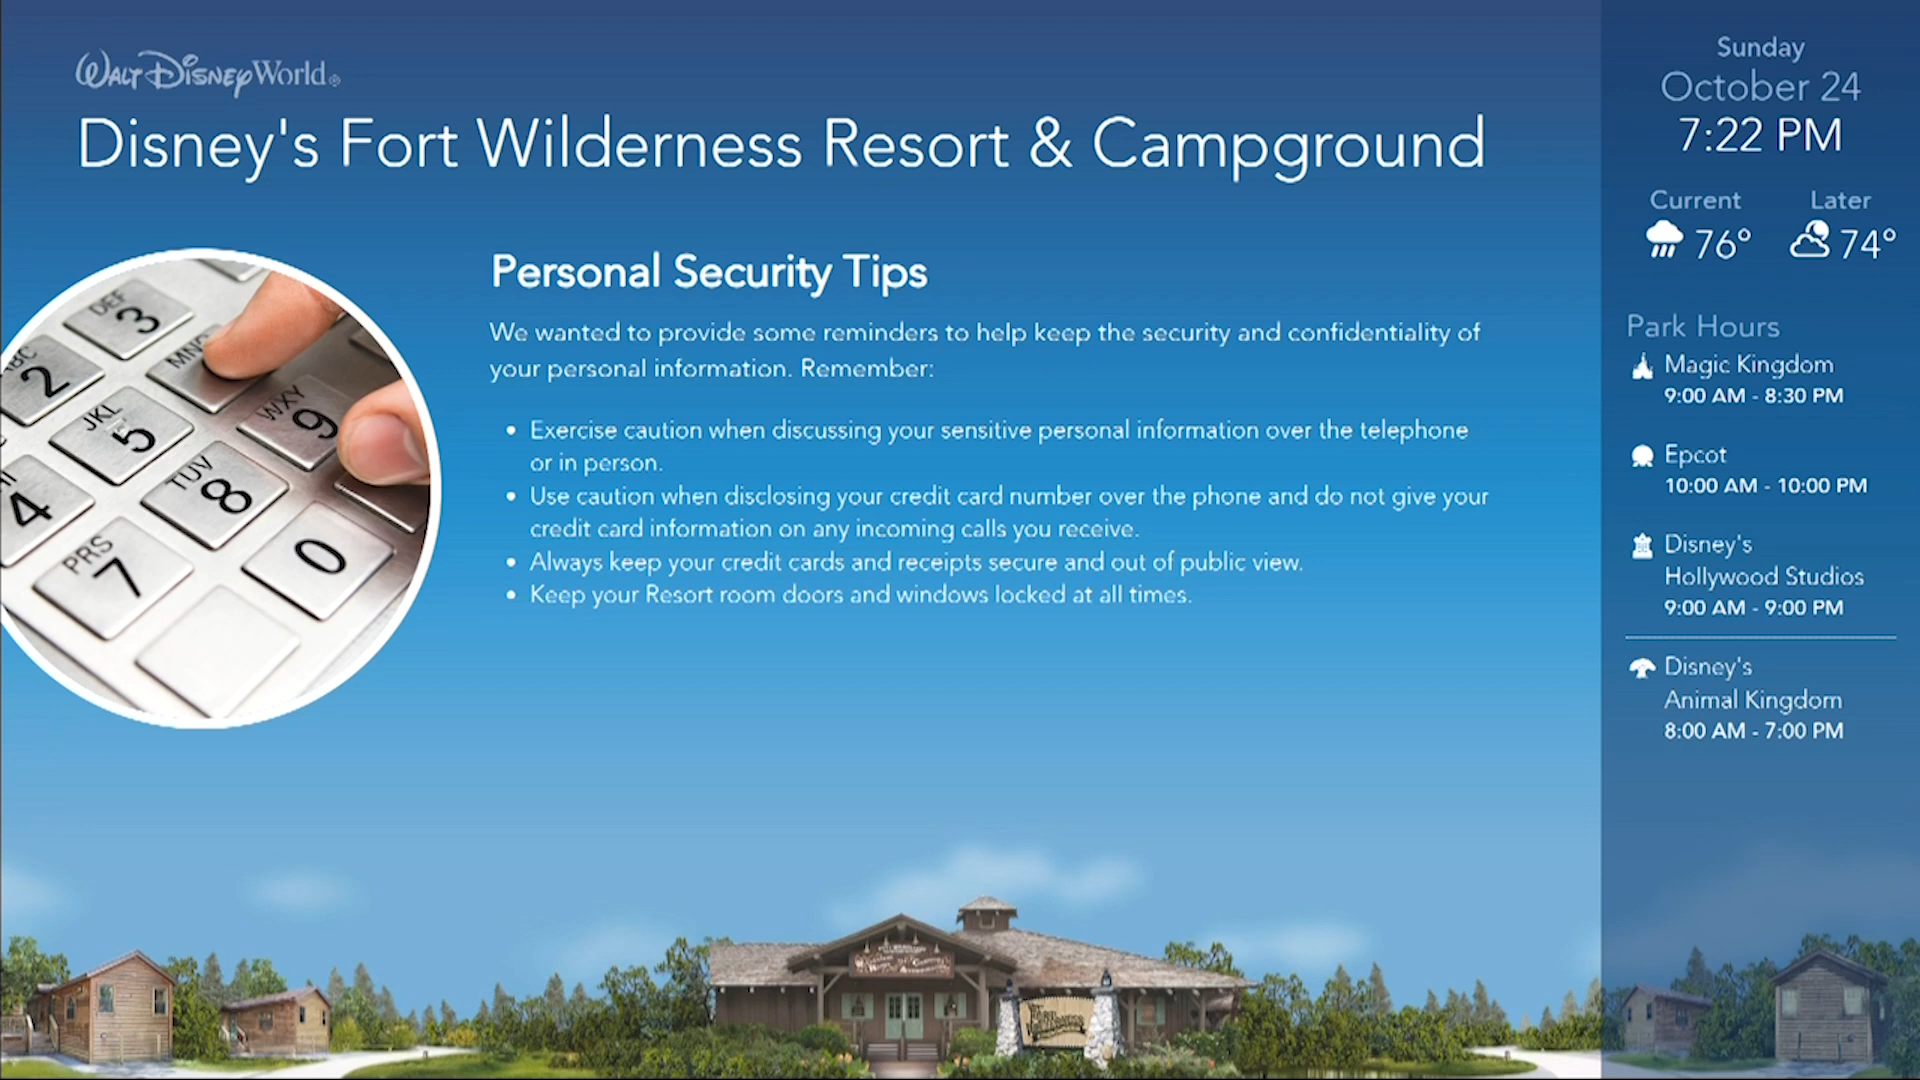 WALT DISNEY World
Disney's Fort Wilderness Resort & Campground
Personal Security Tips
We wanted to provide some reminders to help keep the security and confidentiality of
your personal information. Remember:
• Exercise caution when discussing your sensitive personal information over the telephone
or in person.
• Use caution when disclosing your credit card number over the phone and do not give your
credit card information on any incoming calls you receive.
• Always keep your credit cards and receipts secure and out of public view.
• Keep your Resort room doors and windows locked at all times.
DEF
3
MNO
2
JKL
5
WXY
9
4
TUV
8
PRS
7
0
Sunday
October 24
7:22 PM
Current Later
76° 74°
Park Hours
Magic Kingdom
9:00 AM - 8:30 PM
Epcot
10:00 AM - 10:00 PM
Disney's
Hollywood Studios
9:00 AM - 9:00 PM
Disney's
Animal Kingdom
8:00 AM - 7:00 PM